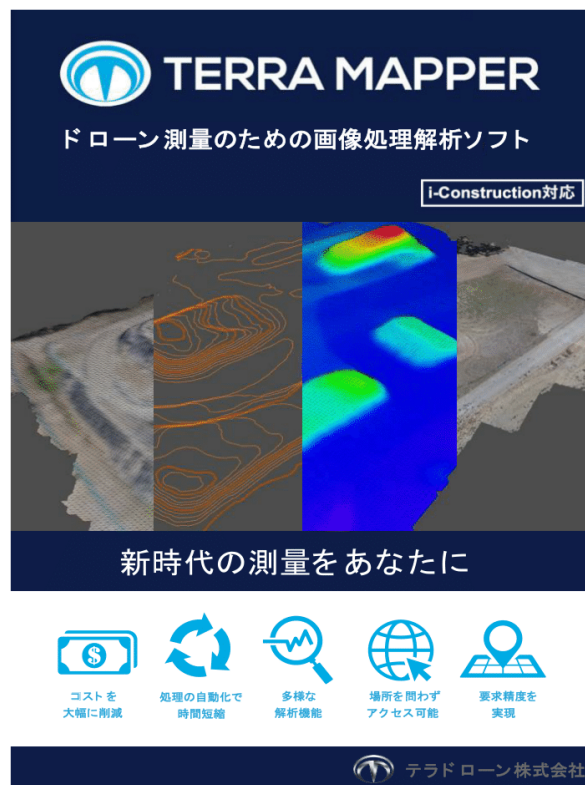 TERRA MAPPER
ドローン測量のための画像処理解析ソフト
i-Construction対応
新時代の測量をあなたに
$
コストを
大幅に削減
処理の自動化で
時間短縮
多様な
解析機能
場所を問わず
アクセス可能
要求精度を
実現
テラドローン株式会社